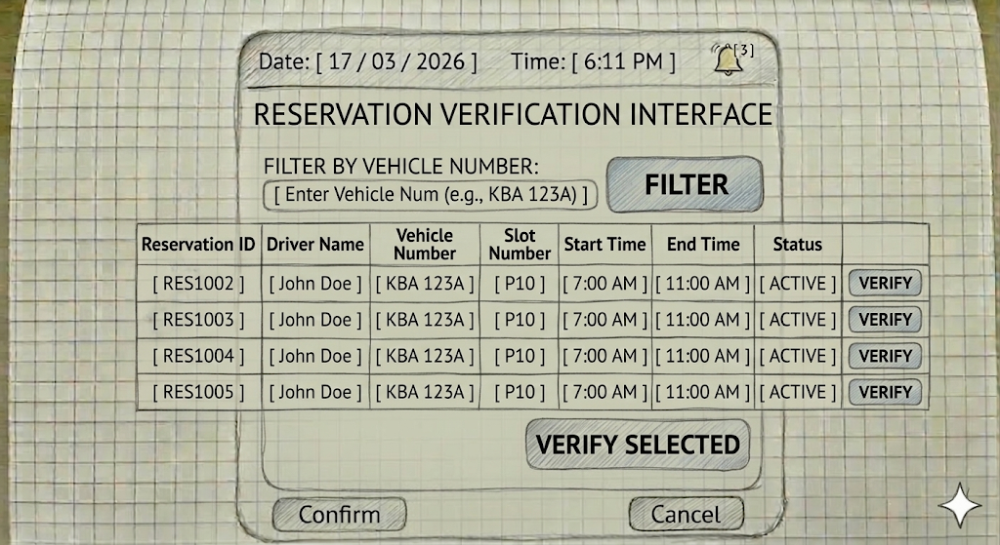 Date: [ 17 / 03 / 2026 ] Time: [ 6:11 PM ] [3]
RESERVATION VERIFICATION INTERFACE
FILTER BY VEHICLE NUMBER:
[ Enter Vehicle Num (e.g., KBA 123A) ] FILTER
Reservation ID Driver Name Vehicle Number Slot Number Start Time End Time Status
[ RES1002 ] [ John Doe ] [ KBA 123A ] [ P10 ] [ 7:00 AM ] [ 11:00 AM ] [ ACTIVE ] VERIFY
[ RES1003 ] [ John Doe ] [ KBA 123A ] [ P10 ] [ 7:00 AM ] [ 11:00 AM ] [ ACTIVE ] VERIFY
[ RES1004 ] [ John Doe ] [ KBA 123A ] [ P10 ] [ 7:00 AM ] [ 11:00 AM ] [ ACTIVE ] VERIFY
[ RES1005 ] [ John Doe ] [ KBA 123A ] [ P10 ] [ 7:00 AM ] [ 11:00 AM ] [ ACTIVE ] VERIFY
VERIFY SELECTED
Confirm Cancel